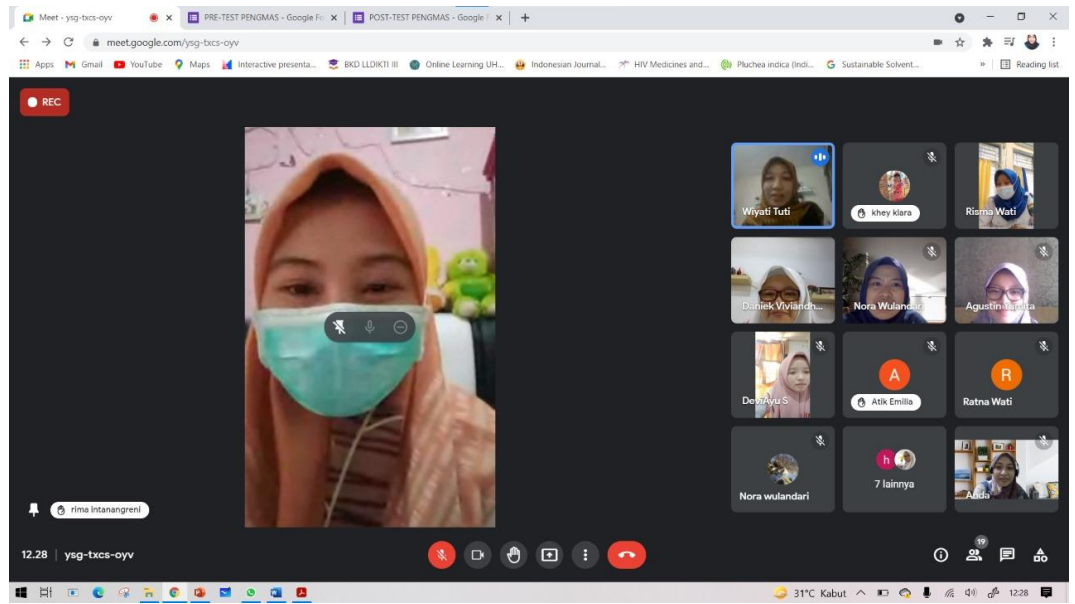 Meet - ysg-txcs-oyv
PRE-TEST PENGMAS - Google Fo
POST-TEST PENGMAS - Google F
meet.google.com/ysg-txcs-oyv
Apps
Gmail
YouTube
Maps
Interactive presenta...
BKD LLDIKTI III
Online Learning UH...
Indonesian Journal...
HIV Medicines and...
Pluchea indica (Indi...
Sustainable Solvent...
»
Reading list
REC
Wiyati Tuti
khey klara
Risma Wati
Daniek Viviandh...
Nora Wulandari
Agustin Yumita
DeviAyu S
A
Atik Emilia
R
Ratna Wati
Nora wulandari
h
7 lainnya
Anda
rima intanangreni
12.28 | ysg-txcs-oyv
19
31°C Kabut
12:28